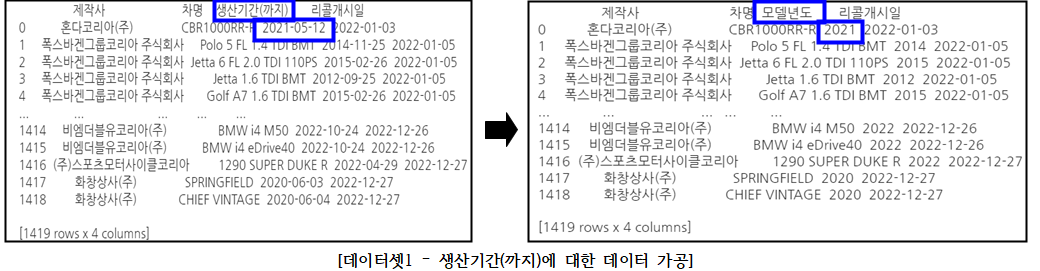 제작사 차명 생산기간(까지) 리콜개시일
0 혼다코리아(주) CBR1000RR-R 2021-05-12 2022-01-03
1 폭스바겐그룹코리아 주식회사 Polo 5 FL 1.4 TDI BMT 2014-11-25 2022-01-05
2 폭스바겐그룹코리아 주식회사 Jetta 6 FL 2.0 TDI 110PS 2015-02-26 2022-01-05
3 폭스바겐그룹코리아 주식회사 Jetta 1.6 TDI BMT 2012-09-25 2022-01-05
4 폭스바겐그룹코리아 주식회사 Golf A7 1.6 TDI BMT 2015-02-26 2022-01-05
... ... ... ... ...
1414 비엠더블유코리아(주) BMW i4 M50 2022-10-24 2022-12-26
1415 비엠더블유코리아(주) BMW i4 eDrive40 2022-10-24 2022-12-26
1416 (주)스포츠모터사이클코리아 1290 SUPER DUKE R 2022-04-29 2022-12-27
1417 화창상사(주) SPRINGFIELD 2020-06-03 2022-12-27
1418 화창상사(주) CHIEF VINTAGE 2020-06-04 2022-12-27
[1419 rows x 4 columns]
제작사 차명 모델년도 리콜개시일
0 혼다코리아(주) CBR1000RR-R 2021 2022-01-03
1 폭스바겐그룹코리아 주식회사 Polo 5 FL 1.4 TDI BMT 2014 2022-01-05
2 폭스바겐그룹코리아 주식회사 Jetta 6 FL 2.0 TDI 110PS 2015 2022-01-05
3 폭스바겐그룹코리아 주식회사 Jetta 1.6 TDI BMT 2012 2022-01-05
4 폭스바겐그룹코리아 주식회사 Golf A7 1.6 TDI BMT 2015 2022-01-05
... ... ... ... ...
1414 비엠더블유코리아(주) BMW i4 M50 2022 2022-12-26
1415 비엠더블유코리아(주) BMW i4 eDrive40 2022 2022-12-26
1416 (주)스포츠모터사이클코리아 1290 SUPER DUKE R 2022 2022-12-27
1417 화창상사(주) SPRINGFIELD 2020 2022-12-27
1418 화창상사(주) CHIEF VINTAGE 2020 2022-12-27
[1419 rows x 4 columns]
[데이터셋1 - 생산기간(까지)에 대한 데이터 가공]